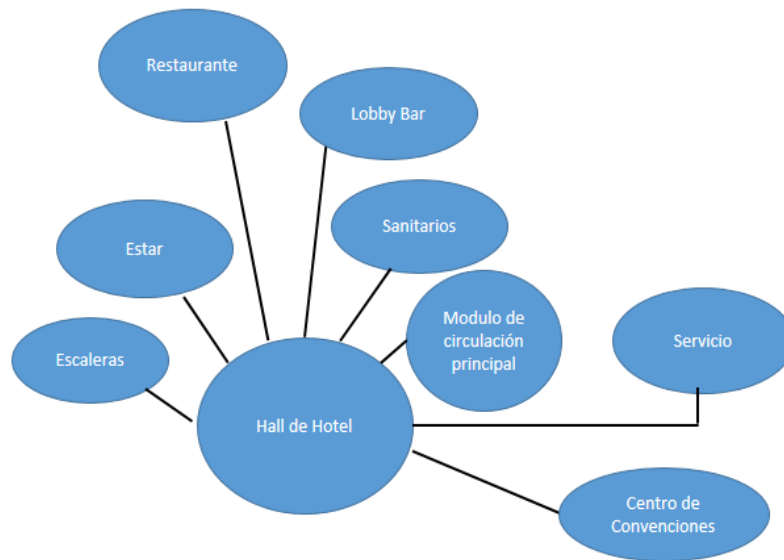 Restaurante
Lobby Bar
Sanitarios
Estar
Modulo de
circulación
principal
Servicio
Escaleras
Hall de Hotel
Centro de
Convenciones